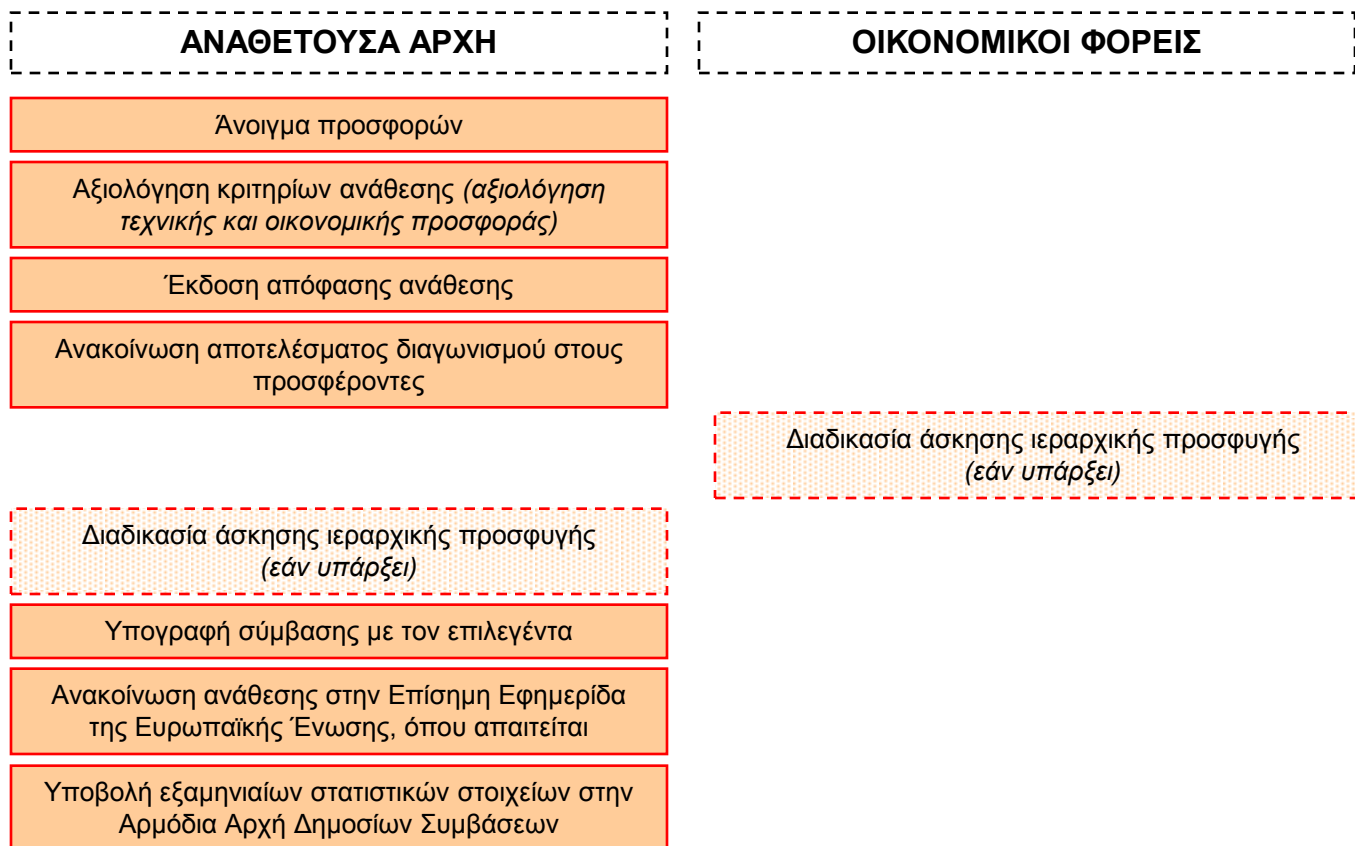 ΑΝΑΘΕΤΟΥΣΑ ΑΡΧΗ
ΟΙΚΟΝΟΜΙΚΟΙ ΦΟΡΕΙΣ
Άνοιγμα προσφορών
Αξιολόγηση κριτηρίων ανάθεσης (αξιολόγηση
τεχνικής και οικονομικής προσφοράς)
Έκδοση απόφασης ανάθεσης
Ανακοίνωση αποτελέσματος διαγωνισμού στους
προσφέροντες
Διαδικασία άσκησης ιεραρχικής προσφυγής
(εάν υπάρξει)
Διαδικασία άσκησης ιεραρχικής προσφυγής
(εάν υπάρξει)
Υπογραφή σύμβασης με τον επιλεγέντα
Ανακοίνωση ανάθεσης στην Επίσημη Εφημερίδα
της Ευρωπαϊκής Ένωσης, όπου απαιτείται
Υποβολή εξαμηνιαίων στατιστικών στοιχείων στην
Αρμόδια Αρχή Δημοσίων Συμβάσεων